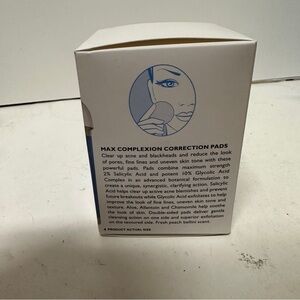 MAX COMPLEXION CORRECTION PADS
Clear up acne and blackheads and reduce the look
of pores, fine lines and uneven skin tone with these
powerful pads. Pads combine maximum strength
2% Salicylic Acid and potent 10% Glycolic Acid
Complex in an advanced botanical formulation to
create a unique, synergistic, clarifying action. Salicylic
Acid helps clear up acne blemishes and prevent
future breakouts while Glycolic Acid exfoliates to help
improve the look of fine lines, uneven skin tone and
texture. Aloe, Allantoin and Chamomile help soothe
the look of skin. Double-sided pads deliver gentle
cleansing action on one side and superior exfoliation
on the textured side. Fresh peach bellini scent.
PRODUCT ACTUAL SIZE